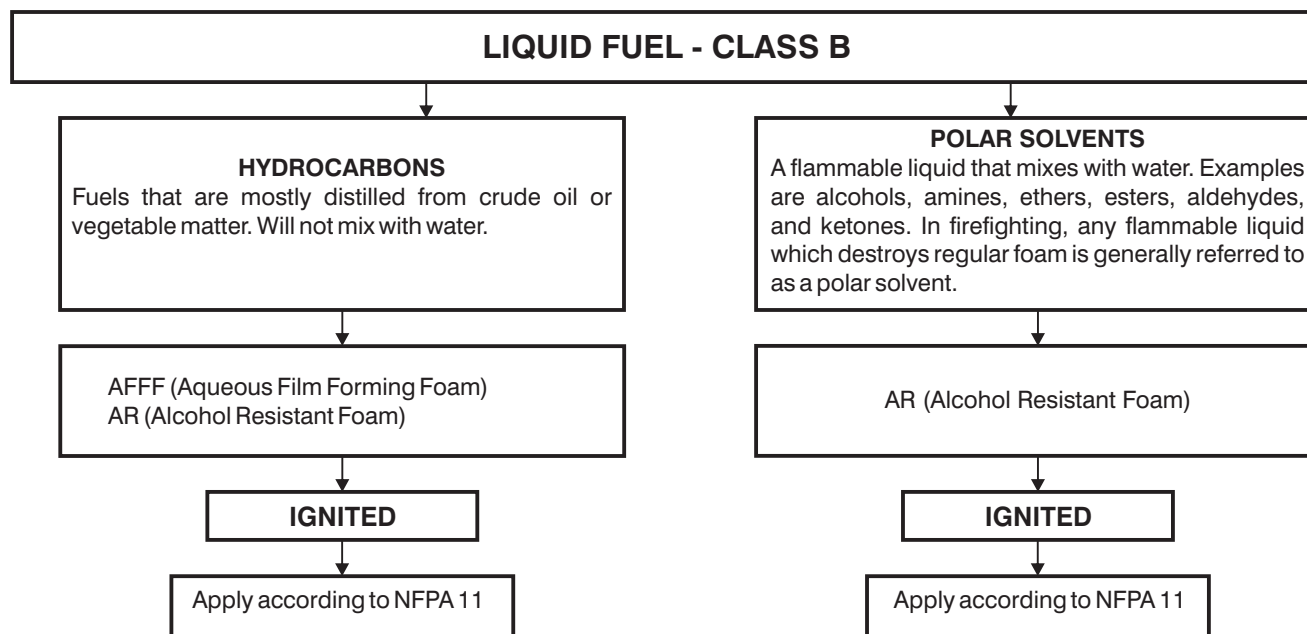 LIQUID FUEL - CLASS B
HYDROCARBONS
Fuels that are mostly distilled from crude oil or
vegetable matter. Will not mix with water.
POLAR SOLVENTS
A flammable liquid that mixes with water. Examples
are alcohols, amines, ethers, esters, aldehydes,
and ketones. In firefighting, any flammable liquid
which destroys regular foam is generally referred to
as a polar solvent.
AFFF (Aqueous Film Forming Foam)
AR (Alcohol Resistant Foam)
AR (Alcohol Resistant Foam)
IGNITED
IGNITED
Apply according to NFPA 11
Apply according to NFPA 11